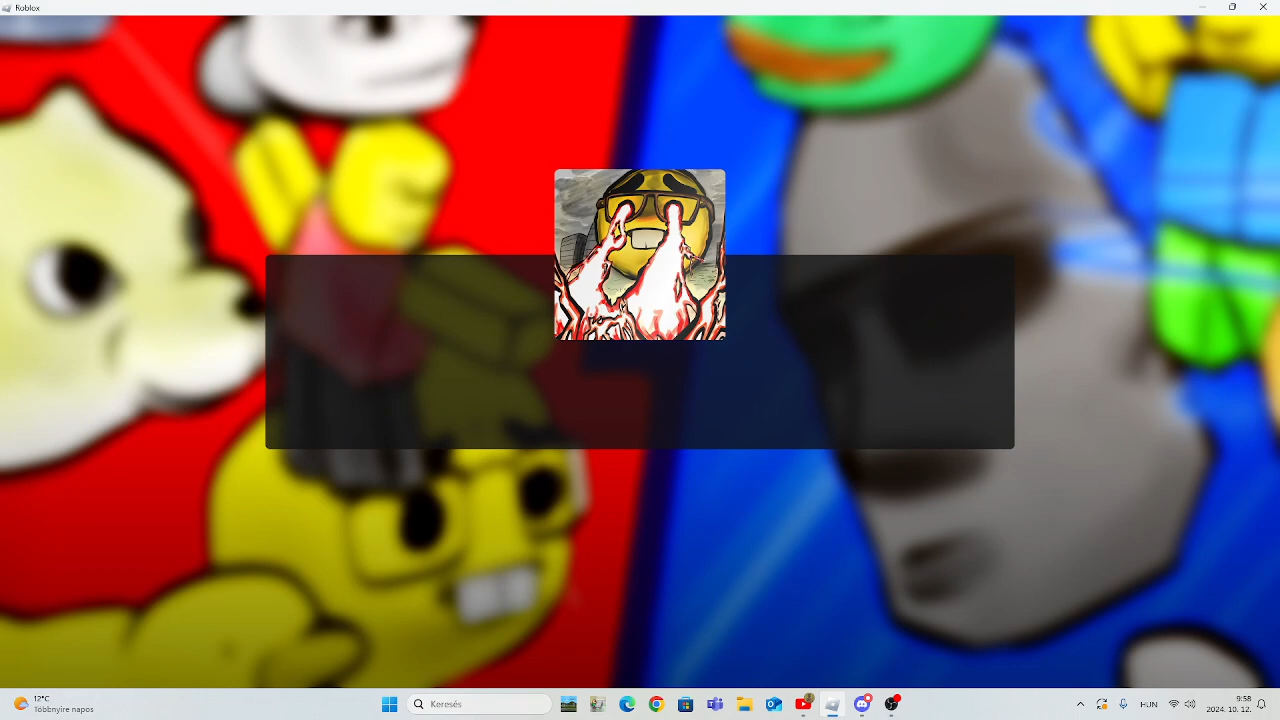 Roblox
12°C
Többnyire napos
Keresés
HUN
9:58
2024. 10. 12.